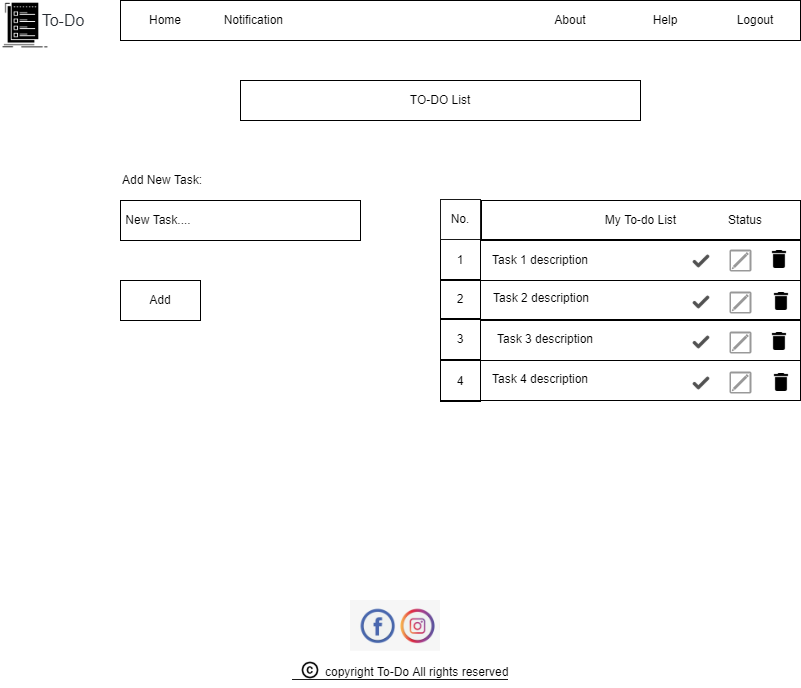 To-Do
Home Notification About Help Logout
TO-DO List
Add New Task:
New Task....
Add
No. My To-do List Status
1 Task 1 description
2 Task 2 description
3 Task 3 description
4 Task 4 description
© copyright To-Do All rights reserved